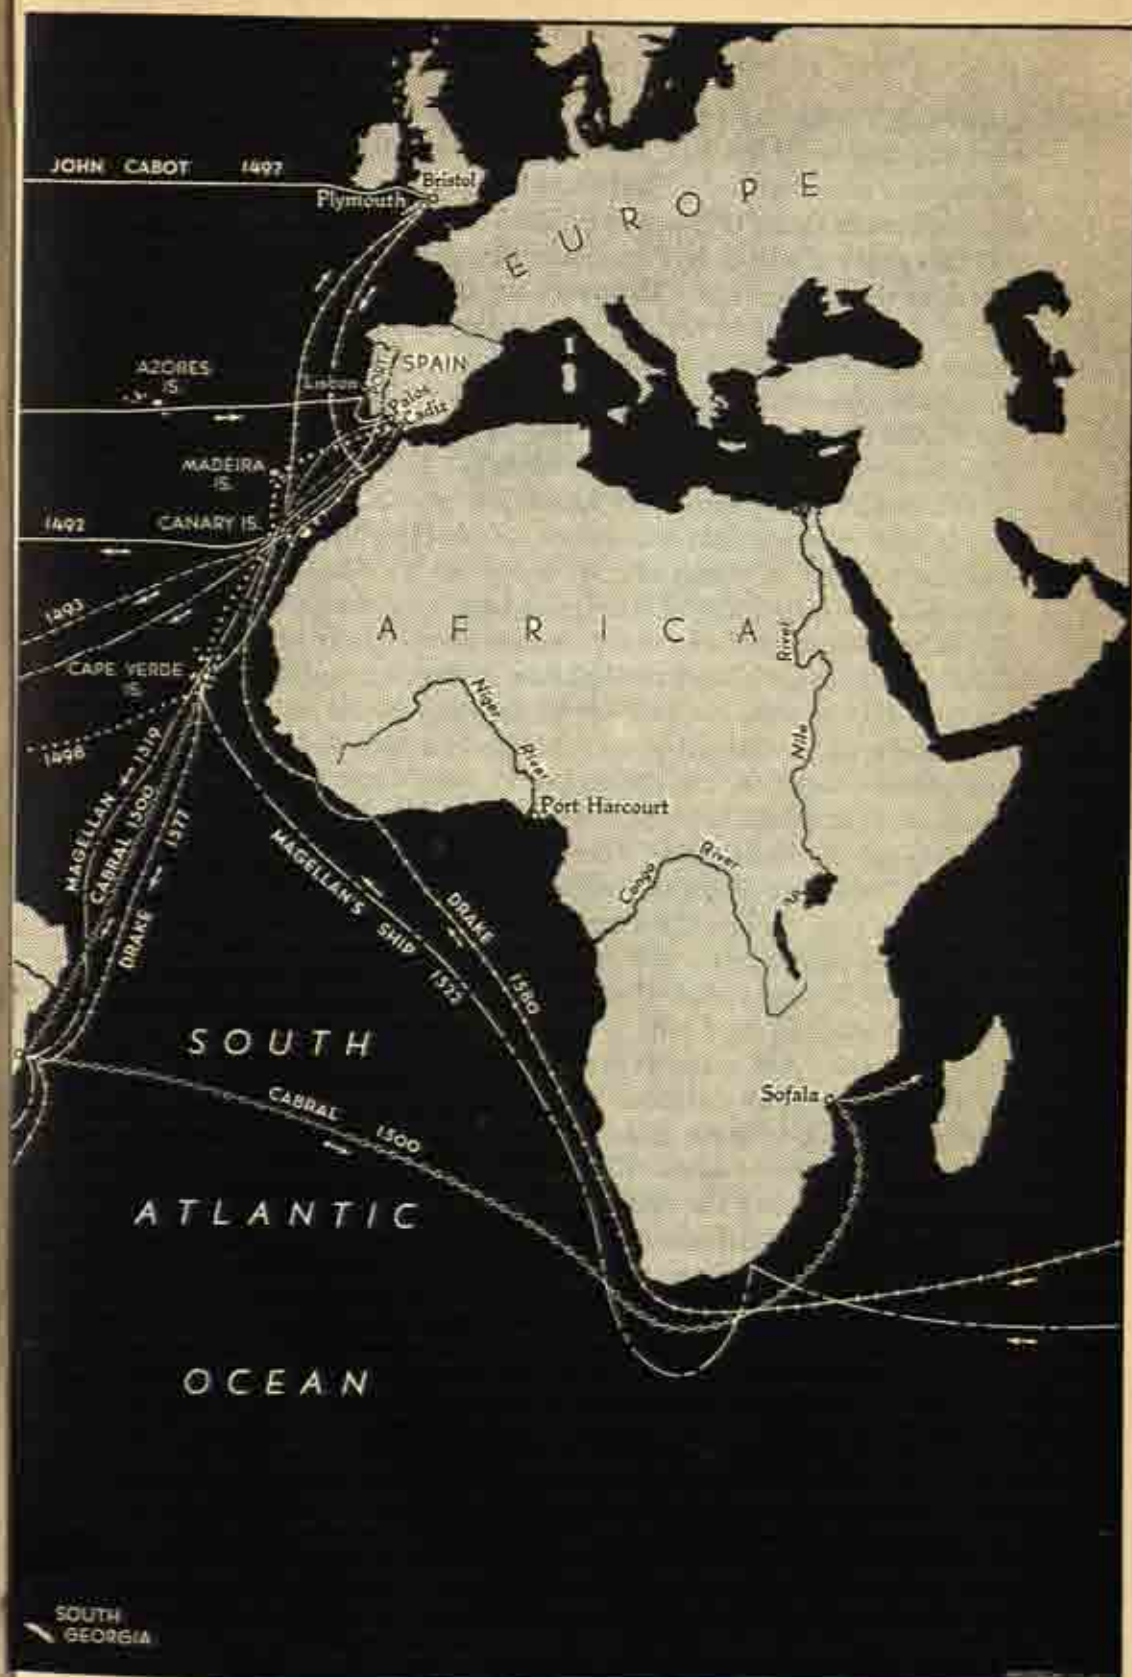 JOHN CABOT 1497
Bristol
Plymouth
EUROPE
AZORES
IS.
Lisbon
PORT.
SPAIN
Palos
Cadiz
MADEIRA
IS.
1492
CANARY IS.
1493
AFRICA
River
Nile
CAPE VERDE
IS.
1498
Niger
River
Port Harcourt
MAGELLAN 1519
CABRAL 1500
DRAKE 1577
MAGELLAN'S SHIP 1522
DRAKE 1580
Congo River
SOUTH
CABRAL 1500
Sofala
ATLANTIC
OCEAN
SOUTH
GEORGIA